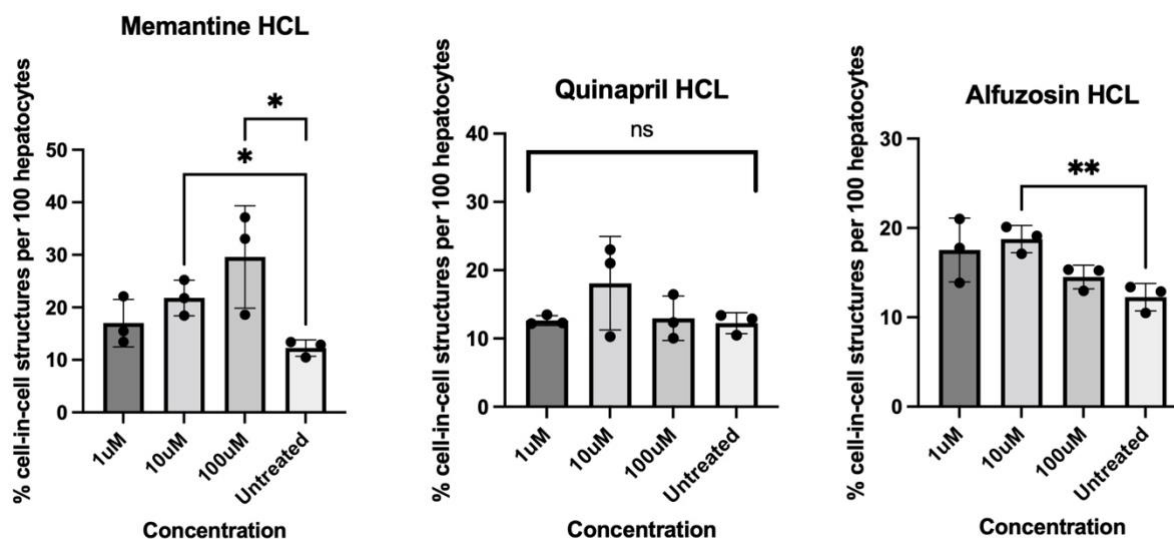 Memantine HCL
% cell-in-cell structures per 100 hepatocytes
50
40
30
20
10
0
*
*
1uM
10uM
100uM
Untreated
Concentration
Quinapril HCL
% cell-in-cell structures per 100 hepatocytes
40
30
20
10
0
ns
1uM
10uM
100uM
Untreated
Concentration
Alfuzosin HCL
% cell-in-cell structures per 100 hepatocytes
30
20
10
0
**
1uM
10uM
100uM
Untreated
Concentration